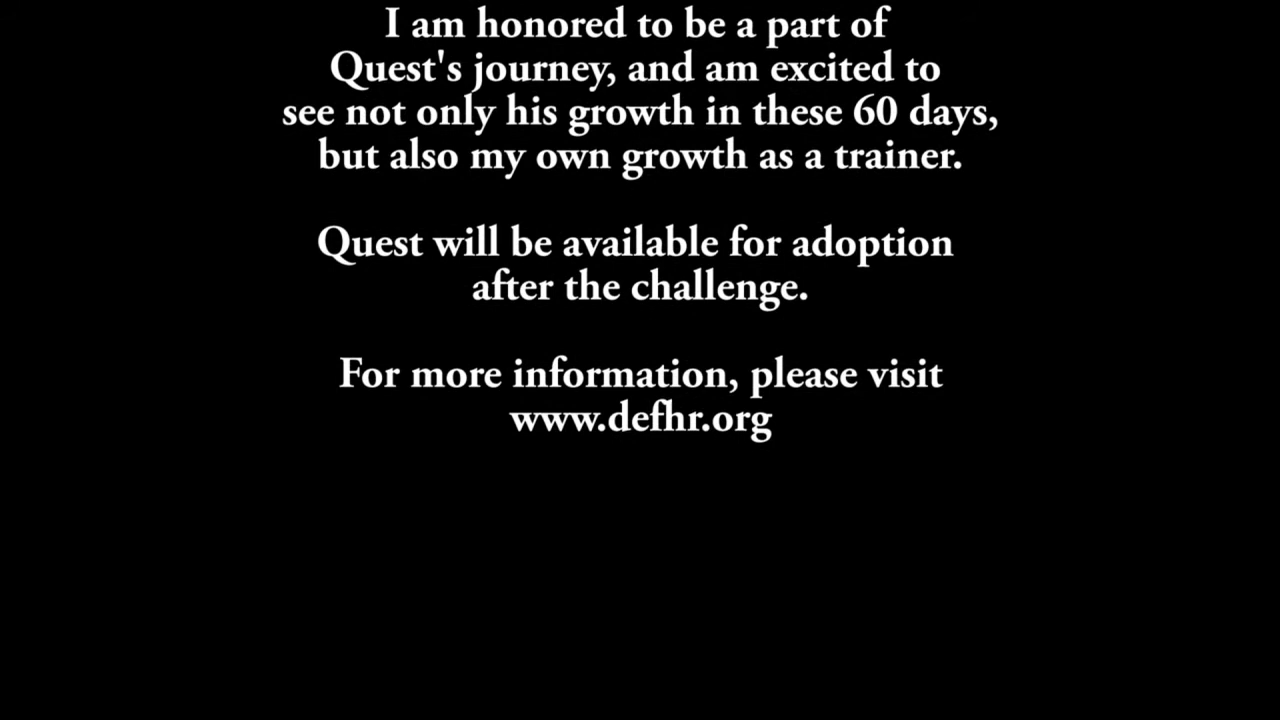 I am honored to be a part of
Quest's journey, and am excited to
see not only his growth in these 60 days,
but also my own growth as a trainer.
Quest will be available for adoption
after the challenge.
For more information, please visit
www.defhr.org